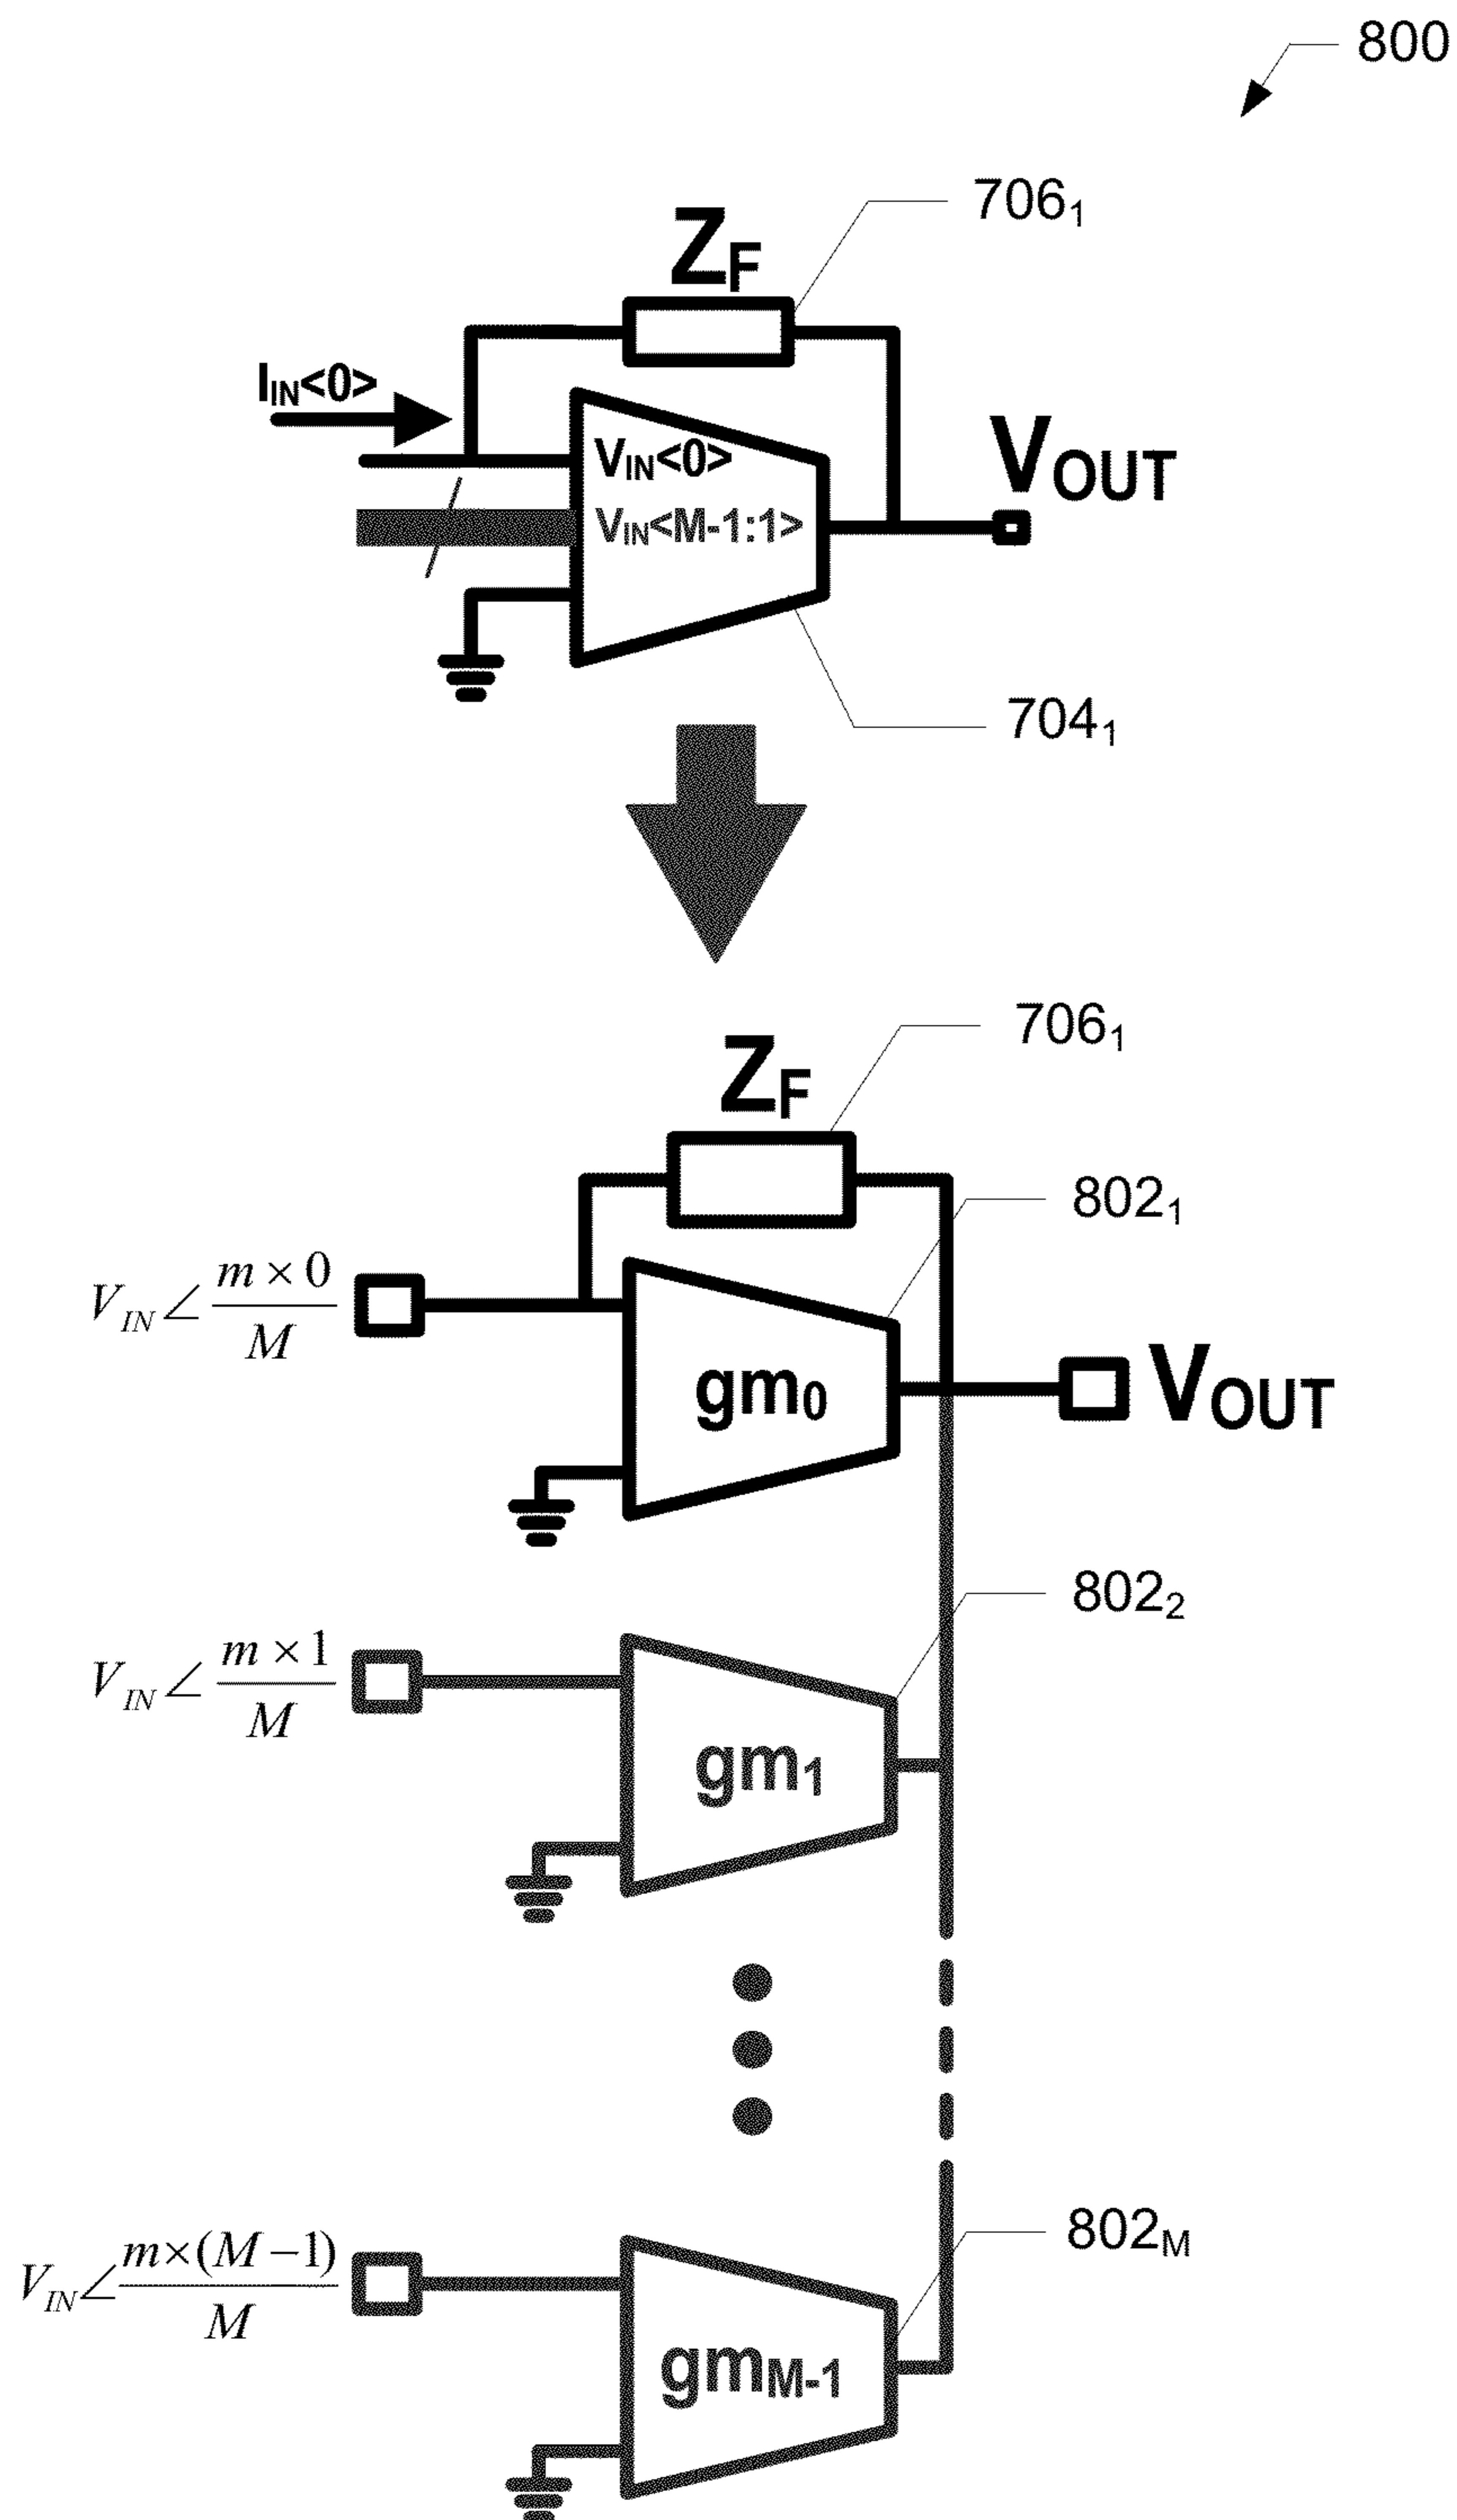 800
706₁
Z_F
I_IN<0>
V_IN<0>
V_OUT
V_IN<M-1:1>
704₁
706₁
Z_F
802₁
V_IN∠ m × 0 / M
gm₀
V_OUT
802₂
V_IN∠ m × 1 / M
gm₁
802_M
V_IN∠ m×(M−1) / M
gm_M-1